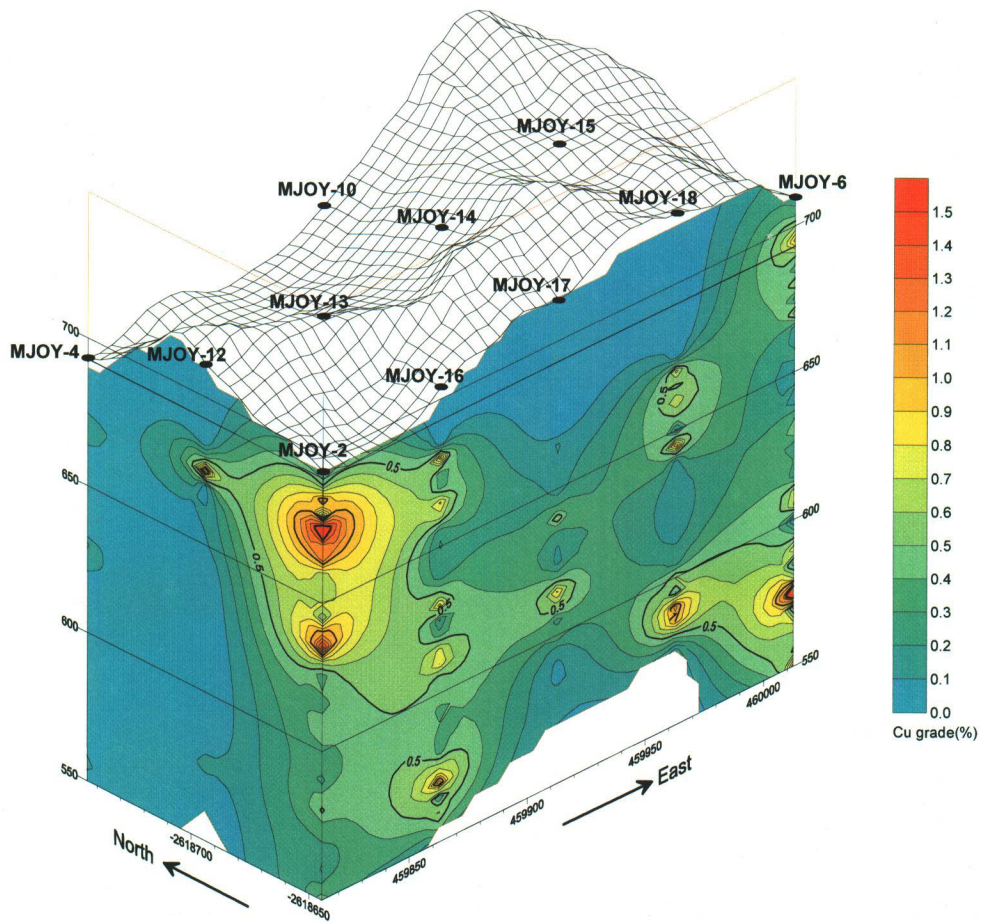 MJOY-15
MJOY-10
MJOY-6
MJOY-18
MJOY-14
MJOY-17
MJOY-13
MJOY-4
MJOY-12
MJOY-16
MJOY-2
700
650
600
550
700
650
600
550
0.5
0.5
0.5
0.5
0.5
0.5
0.5
0.5
North
-2618700
-2618650
459850
459900
459950
460000
East
1.5
1.4
1.3
1.2
1.1
1.0
0.9
0.8
0.7
0.6
0.5
0.4
0.3
0.2
0.1
0.0
Cu grade(%)